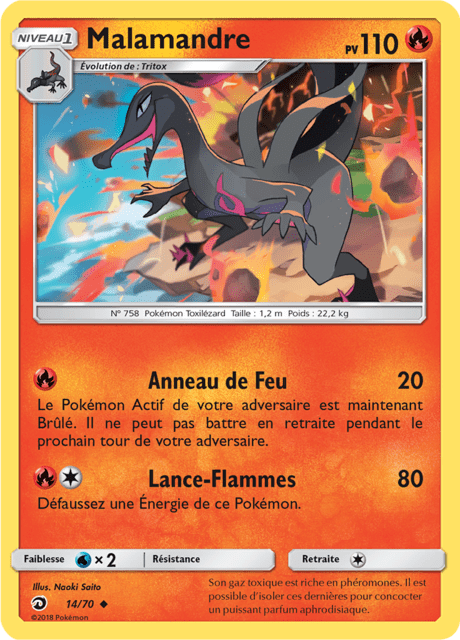 NIVEAU 1
Malamandre
PV 110
Évolution de : Tritox
N° 758 Pokémon Toxilézard Taille : 1,2 m Poids : 22,2 kg
Anneau de Feu 20
Le Pokémon Actif de votre adversaire est maintenant
Brûlé. Il ne peut pas battre en retraite pendant le
prochain tour de votre adversaire.
Lance-Flammes 80
Défaussez une Énergie de ce Pokémon.
Faiblesse × 2 Résistance Retraite
Illus. Naoki Saito
14/70
©2018 Pokémon
Son gaz toxique est riche en phéromones. Il est
possible d'isoler ces dernières pour concocter
un puissant parfum aphrodisiaque.